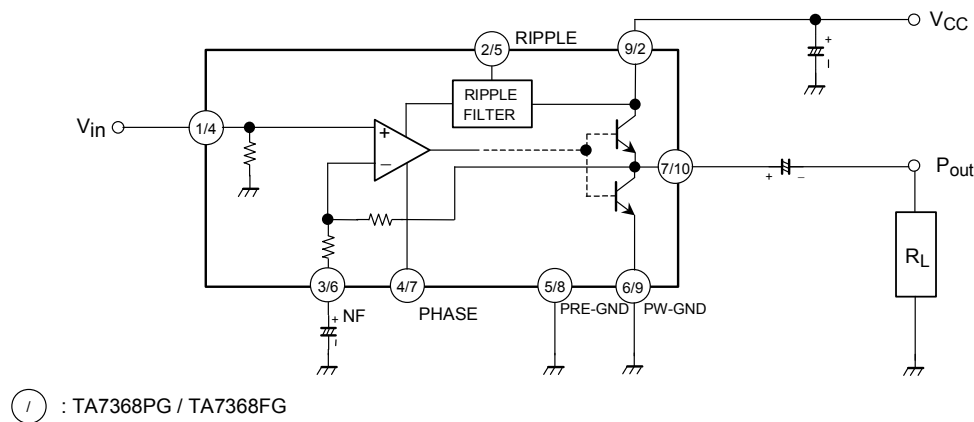 VCC
+
–
2/5 RIPPLE
9/2
RIPPLE
FILTER
Vin
1/4
+
–
7/10
+ –
Pout
RL
3/6
4/7
5/8
6/9
+ NF
–
PHASE
PRE-GND
PW-GND
/ : TA7368PG / TA7368FG